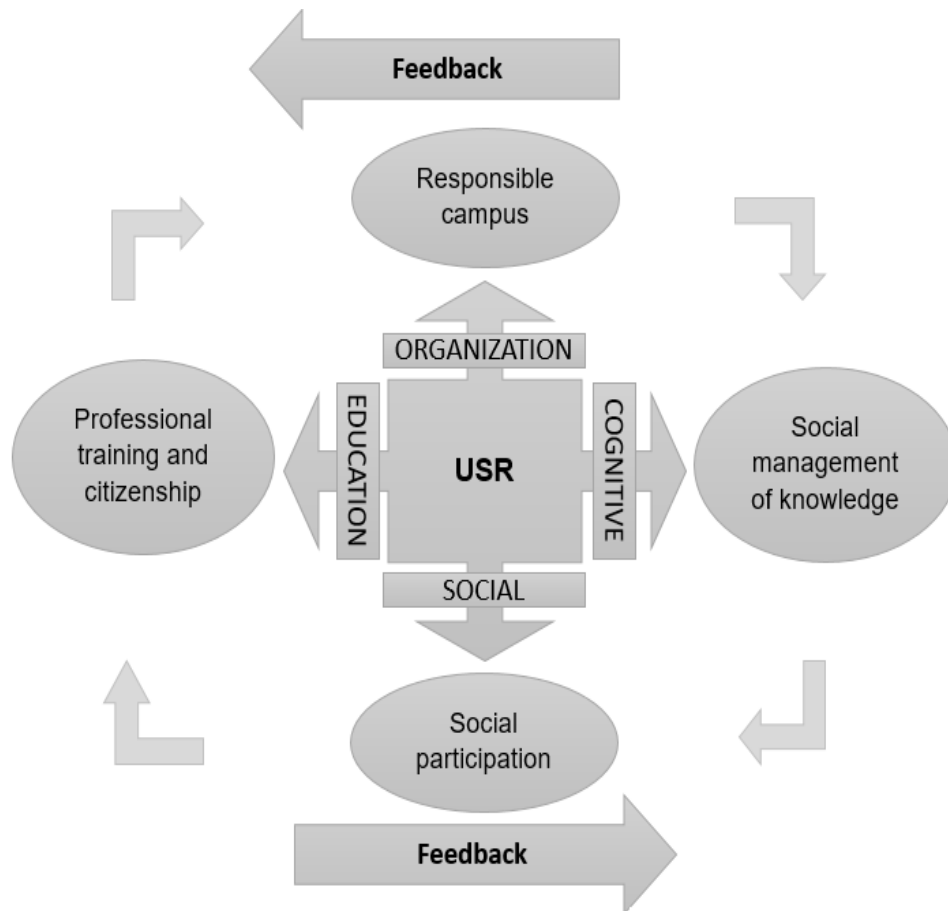 Feedback
Responsible
campus
ORGANIZATION
Professional
training and
citizenship
EDUCATION
USR
COGNITIVE
Social
management
of knowledge
SOCIAL
Social
participation
Feedback